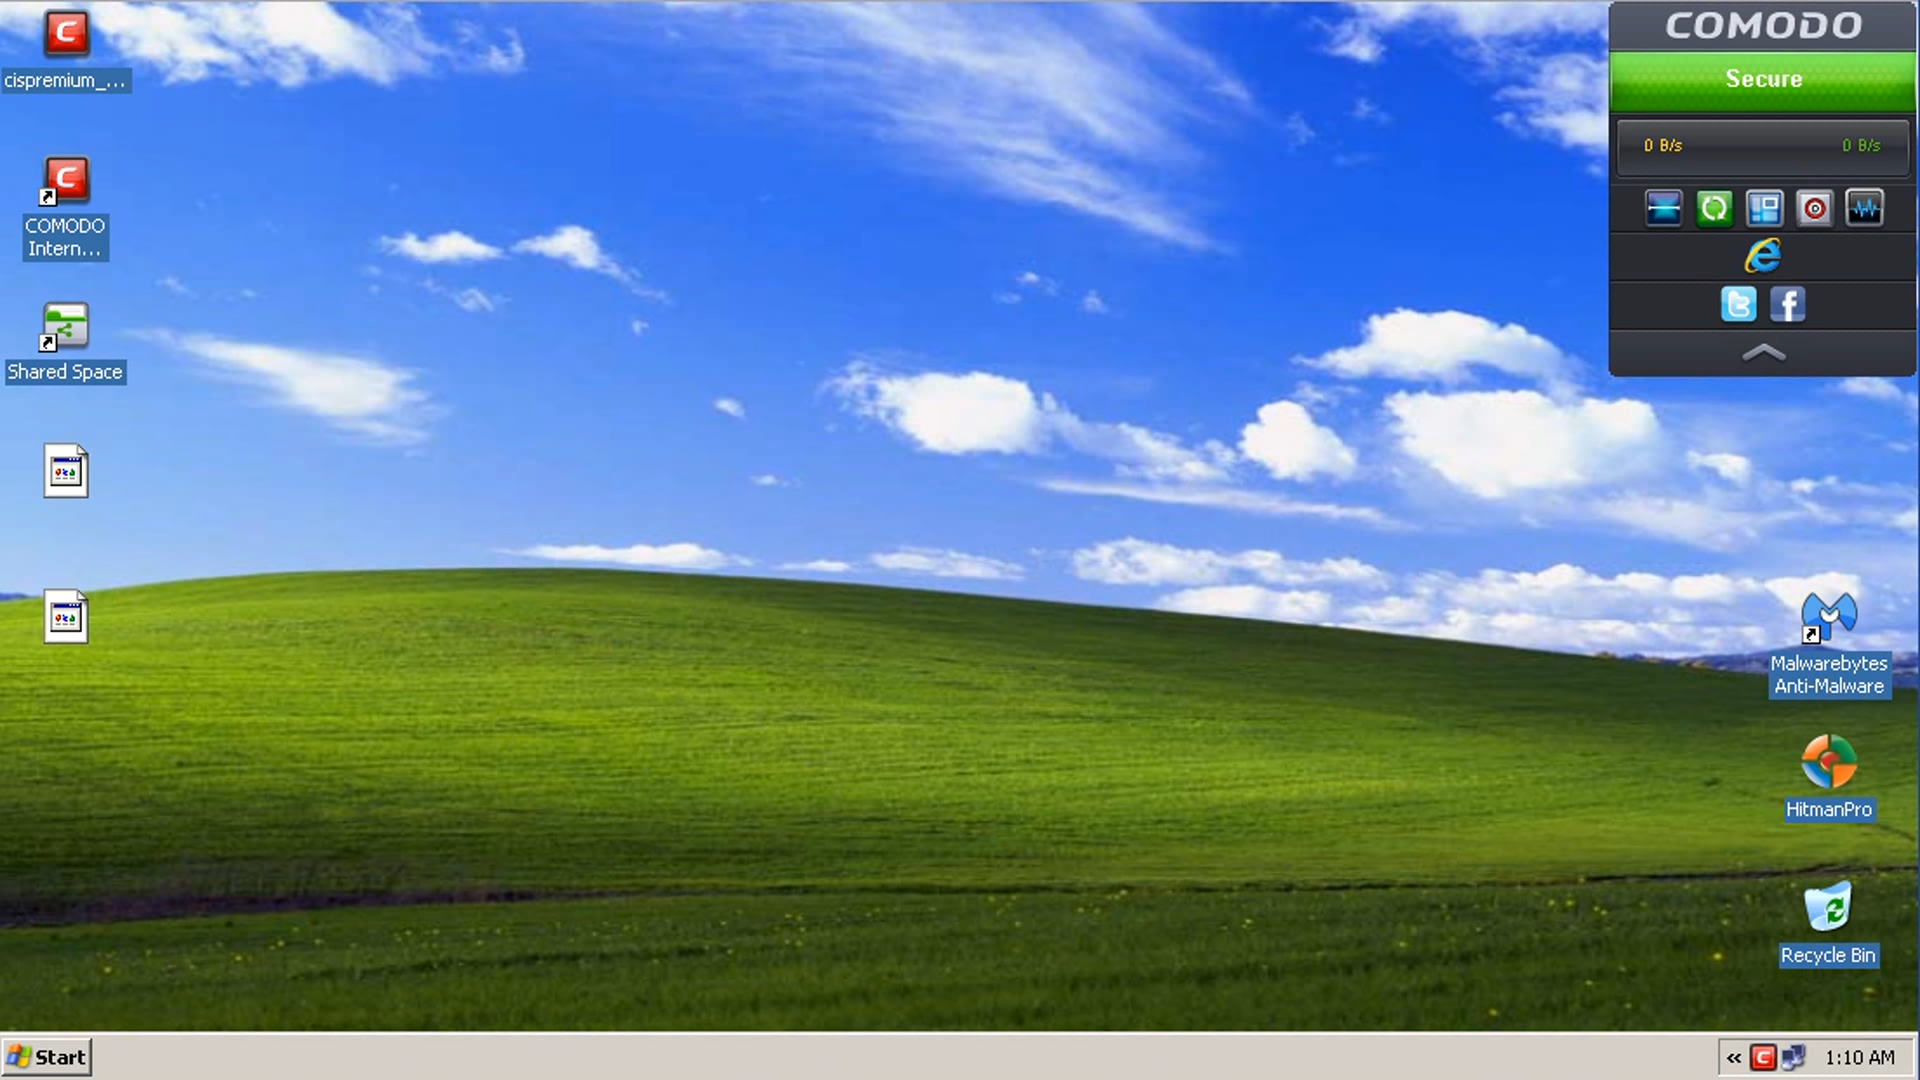 cispremium_...
COMODO
Intern...
Shared Space
COMODO
Secure
0 B/s
0 B/s
Malwarebytes
Anti-Malware
HitmanPro
Recycle Bin
Start
«
1:10 AM